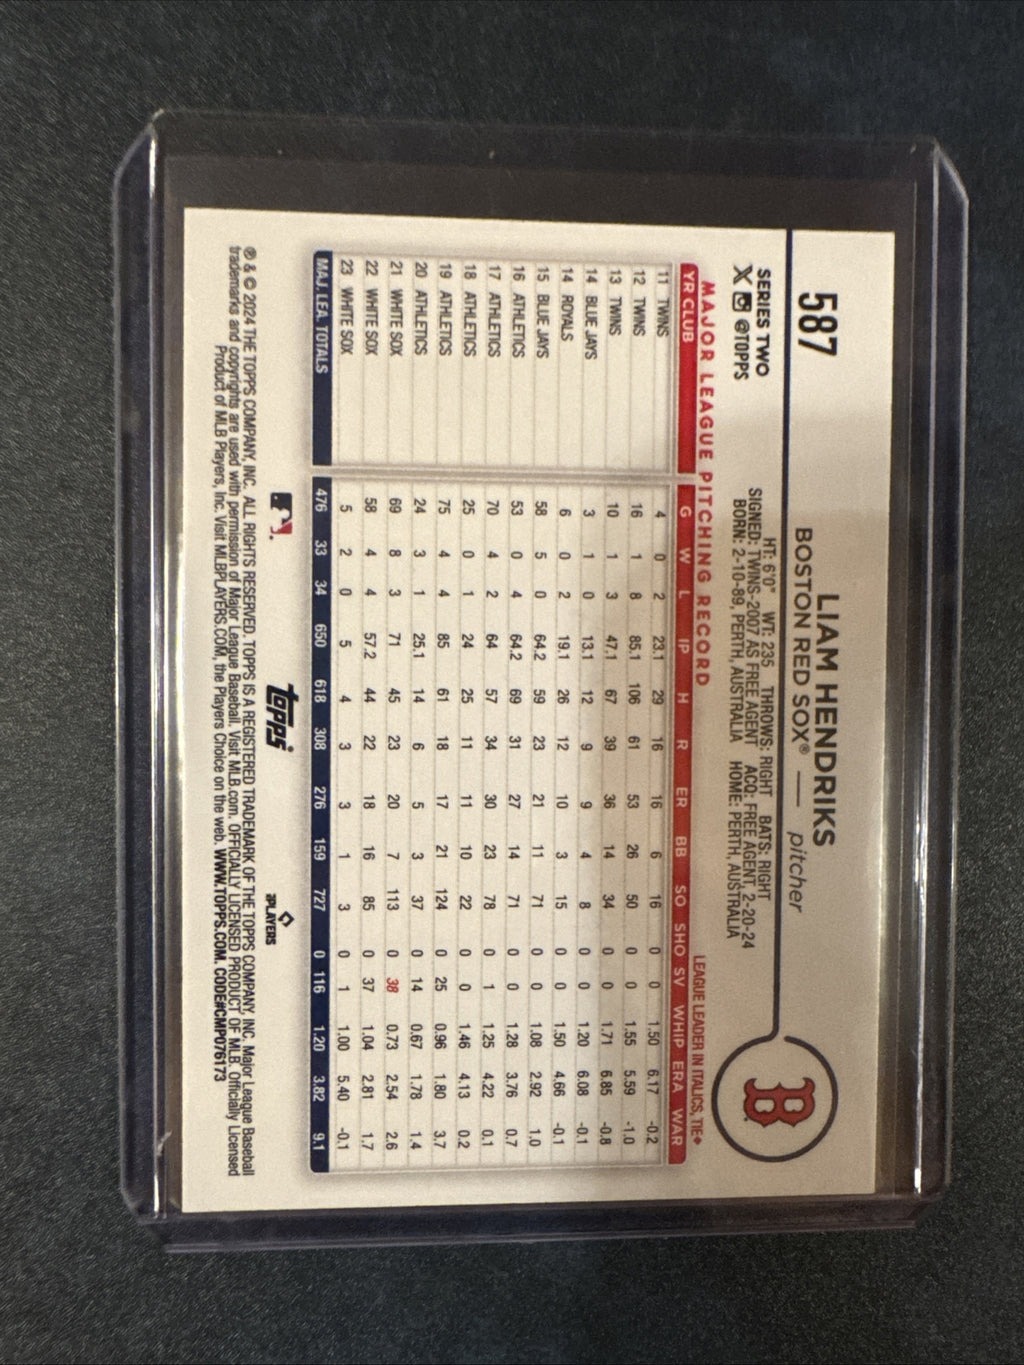 587
LIAM HENDRIKS
BOSTON RED SOX® — pitcher
B
SERIES TWO
@TOPPS
HT: 6'0" WT: 235 THROWS: RIGHT BATS: RIGHT
SIGNED: TWINS-2007 AS FREE AGENT ACQ: FREE AGENT, 2-20-24
BORN: 2-10-89, PERTH, AUSTRALIA HOME: PERTH, AUSTRALIA
MAJOR LEAGUE PITCHING RECORD LEAGUE LEADER IN ITALICS, TIE♦
YR CLUB G W L IP H R ER BB SO SHO SV WHIP ERA WAR
11 TWINS 4 0 2 23.1 29 16 16 6 16 0 0 1.50 6.17 -0.2
12 TWINS 16 1 8 85.1 106 61 53 26 50 0 0 1.55 5.59 -1.0
13 TWINS 10 1 3 47.1 67 39 36 14 34 0 0 1.71 6.85 -0.8
14 BLUE JAYS 3 1 0 13.1 12 9 9 4 8 0 0 1.20 6.08 -0.1
14 ROYALS 6 0 2 19.1 26 12 10 3 15 0 0 1.50 4.66 -0.1
15 BLUE JAYS 58 5 0 64.2 59 23 21 11 71 0 0 1.08 2.92 1.0
16 ATHLETICS 53 0 4 64.2 69 31 27 14 71 0 0 1.28 3.76 0.7
17 ATHLETICS 70 4 2 64 57 34 30 23 78 0 1 1.25 4.22 0.1
18 ATHLETICS 25 0 1 24 25 11 11 10 22 0 0 1.46 4.13 0.2
19 ATHLETICS 75 4 4 85 61 18 17 21 124 0 25 0.96 1.80 3.7
20 ATHLETICS 24 3 1 25.1 14 6 5 3 37 0 14 0.67 1.78 1.4
21 WHITE SOX 69 8 3 71 45 23 20 7 113 0 38 0.73 2.54 2.6
22 WHITE SOX 58 4 4 57.2 44 22 18 16 85 0 37 1.04 2.81 1.7
23 WHITE SOX 5 2 0 5 4 3 3 1 3 0 1 1.00 5.40 -0.1
MAJ. LEA. TOTALS 476 33 34 650 618 308 276 159 727 0 116 1.20 3.82 9.1
topps PLAYERS
℗ & © 2024 THE TOPPS COMPANY, INC. ALL RIGHTS RESERVED. TOPPS IS A REGISTERED TRADEMARK OF THE TOPPS COMPANY, INC. Major League Baseball
trademarks and copyrights are used with permission of Major League Baseball. Visit MLB.com. OFFICIALLY LICENSED PRODUCT OF MLB. Officially Licensed
Product of MLB Players, Inc. Visit MLBPLAYERS.COM, the Players Choice on the web. WWW.TOPPS.COM. CODE#CMP076173